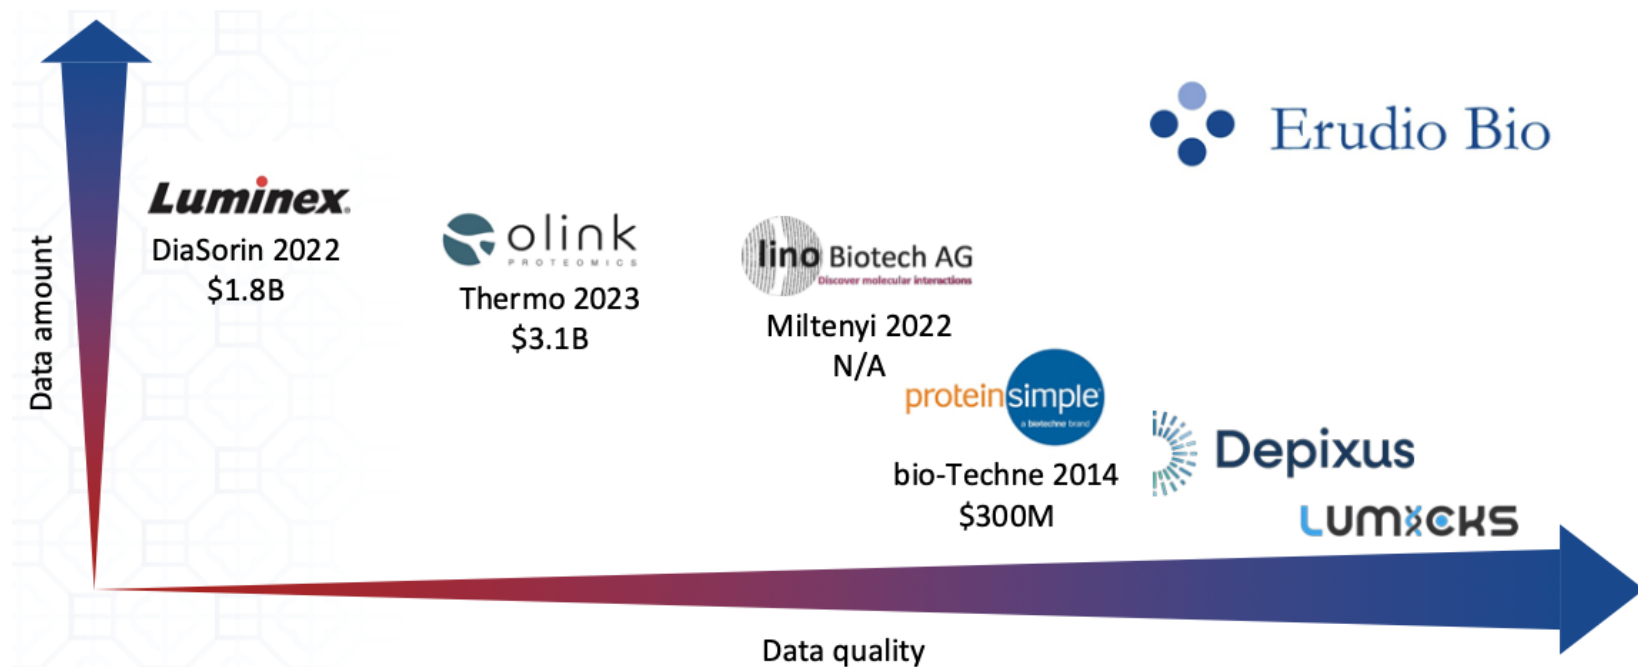 Erudio Bio
Luminex
DiaSorin 2022
$1.8B
olink
PROTEOMICS
Thermo 2023
$3.1B
lino Biotech AG
Discover molecular interactions
Miltenyi 2022
N/A
proteinsimple
a biotechne brand
bio-Techne 2014
$300M
Depixus
LUMICKS
Data amount
Data quality